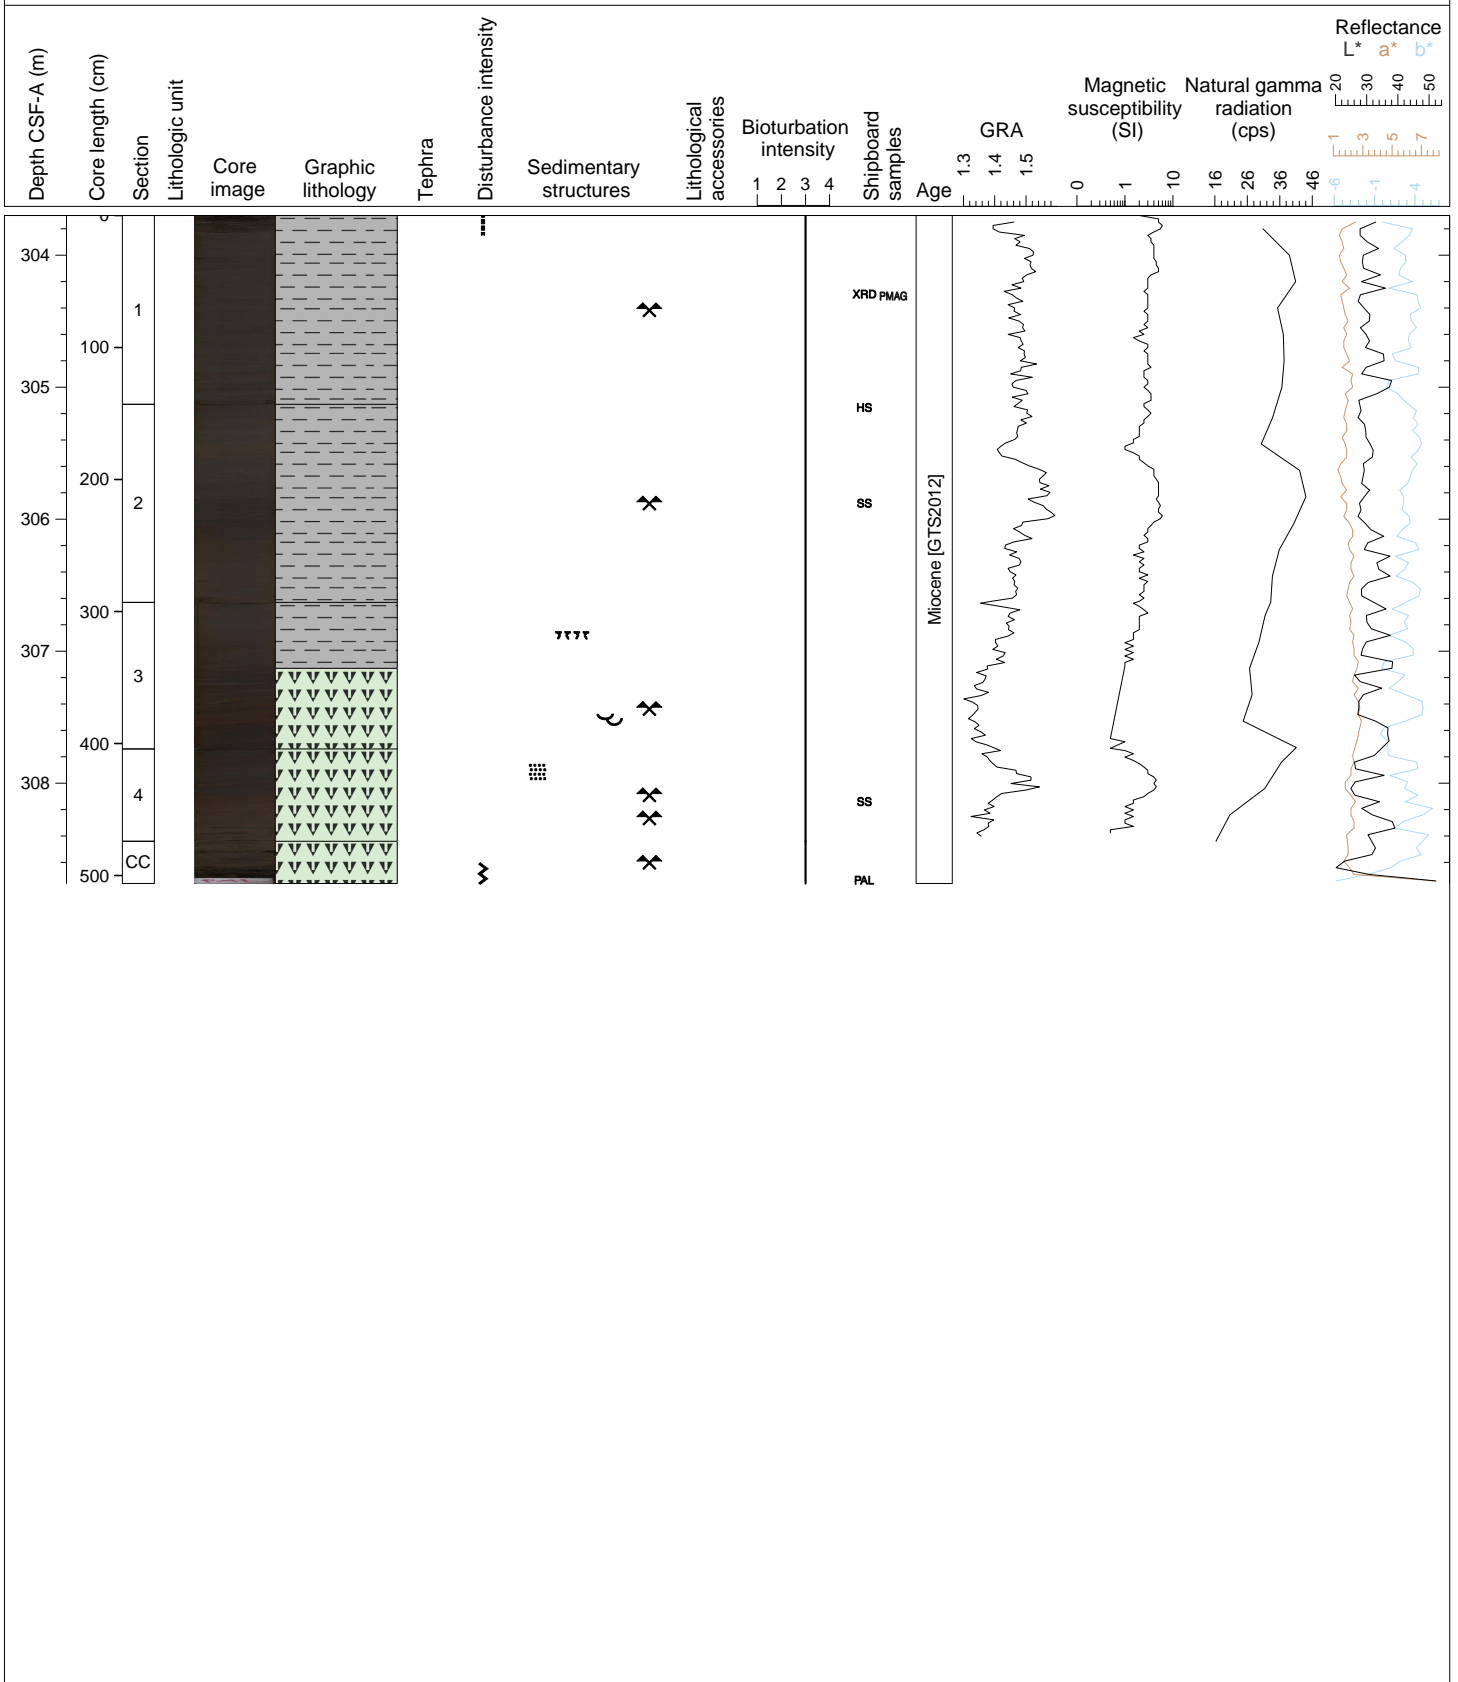 Depth CSF-A (m)
Core length (cm)
Section
Lithologic unit
Core
image
Graphic
lithology
Tephra
Disturbance intensity
Sedimentary
structures
Lithological
accessories
Bioturbation
intensity
1 2 3 4
Shipboard
samples
Age
GRA
1.3 1.4 1.5
Magnetic
susceptibility
(SI)
0 1 10
Natural gamma
radiation
(cps)
16 26 36 46
Reflectance
L* a* b*
20 30 40 50
1 3 5 7
-6 -1 4
0
304
1
XRD PMAG
100
305
HS
200
2
SS
306
Miocene [GTS2012]
300
307
3
400
308
4
SS
CC
500
PAL